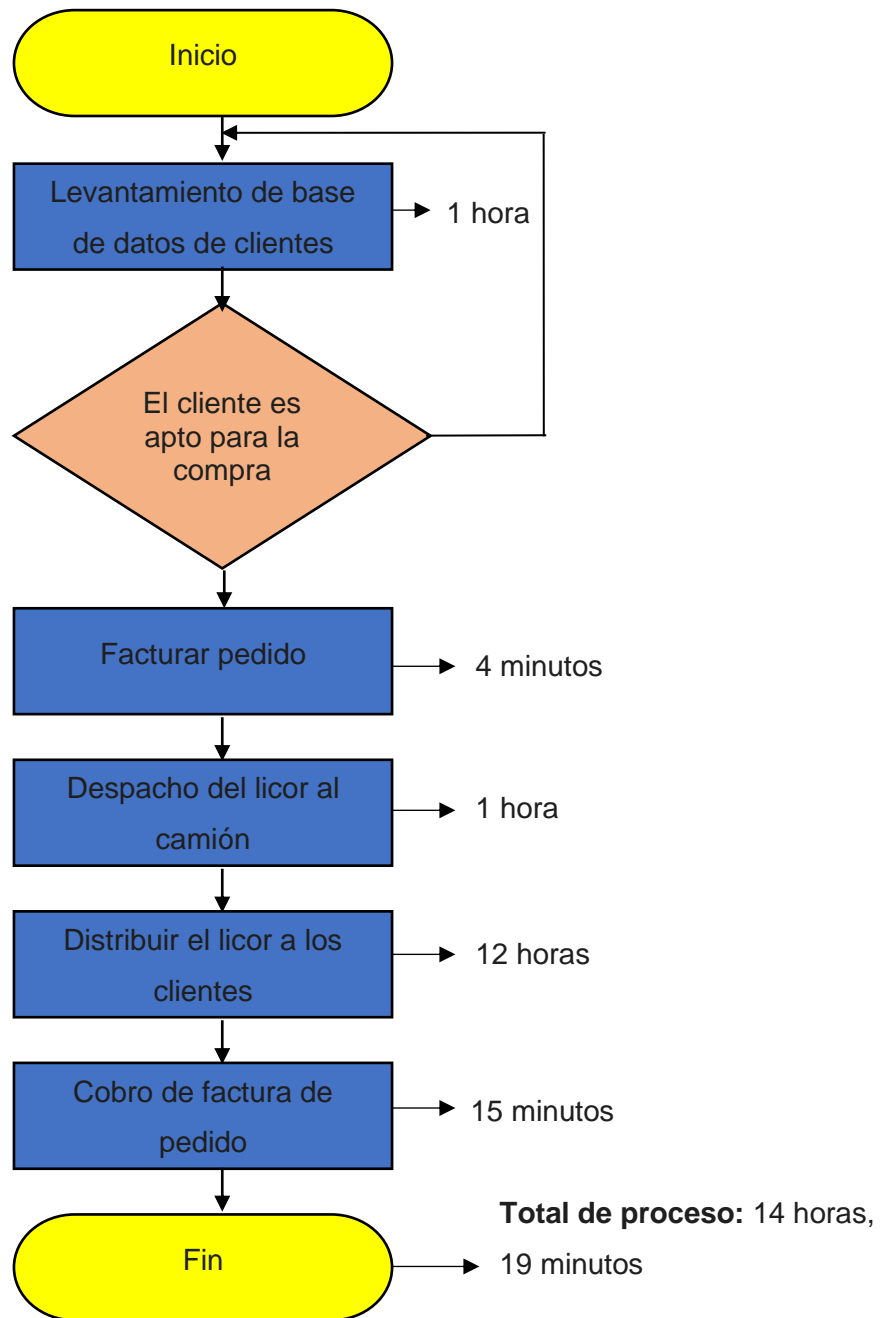 Inicio
Levantamiento de base
de datos de clientes
1 hora
El cliente es
apto para la
compra
Facturar pedido
4 minutos
Despacho del licor al
camión
1 hora
Distribuir el licor a los
clientes
12 horas
Cobro de factura de
pedido
15 minutos
Total de proceso: 14 horas,
19 minutos
Fin